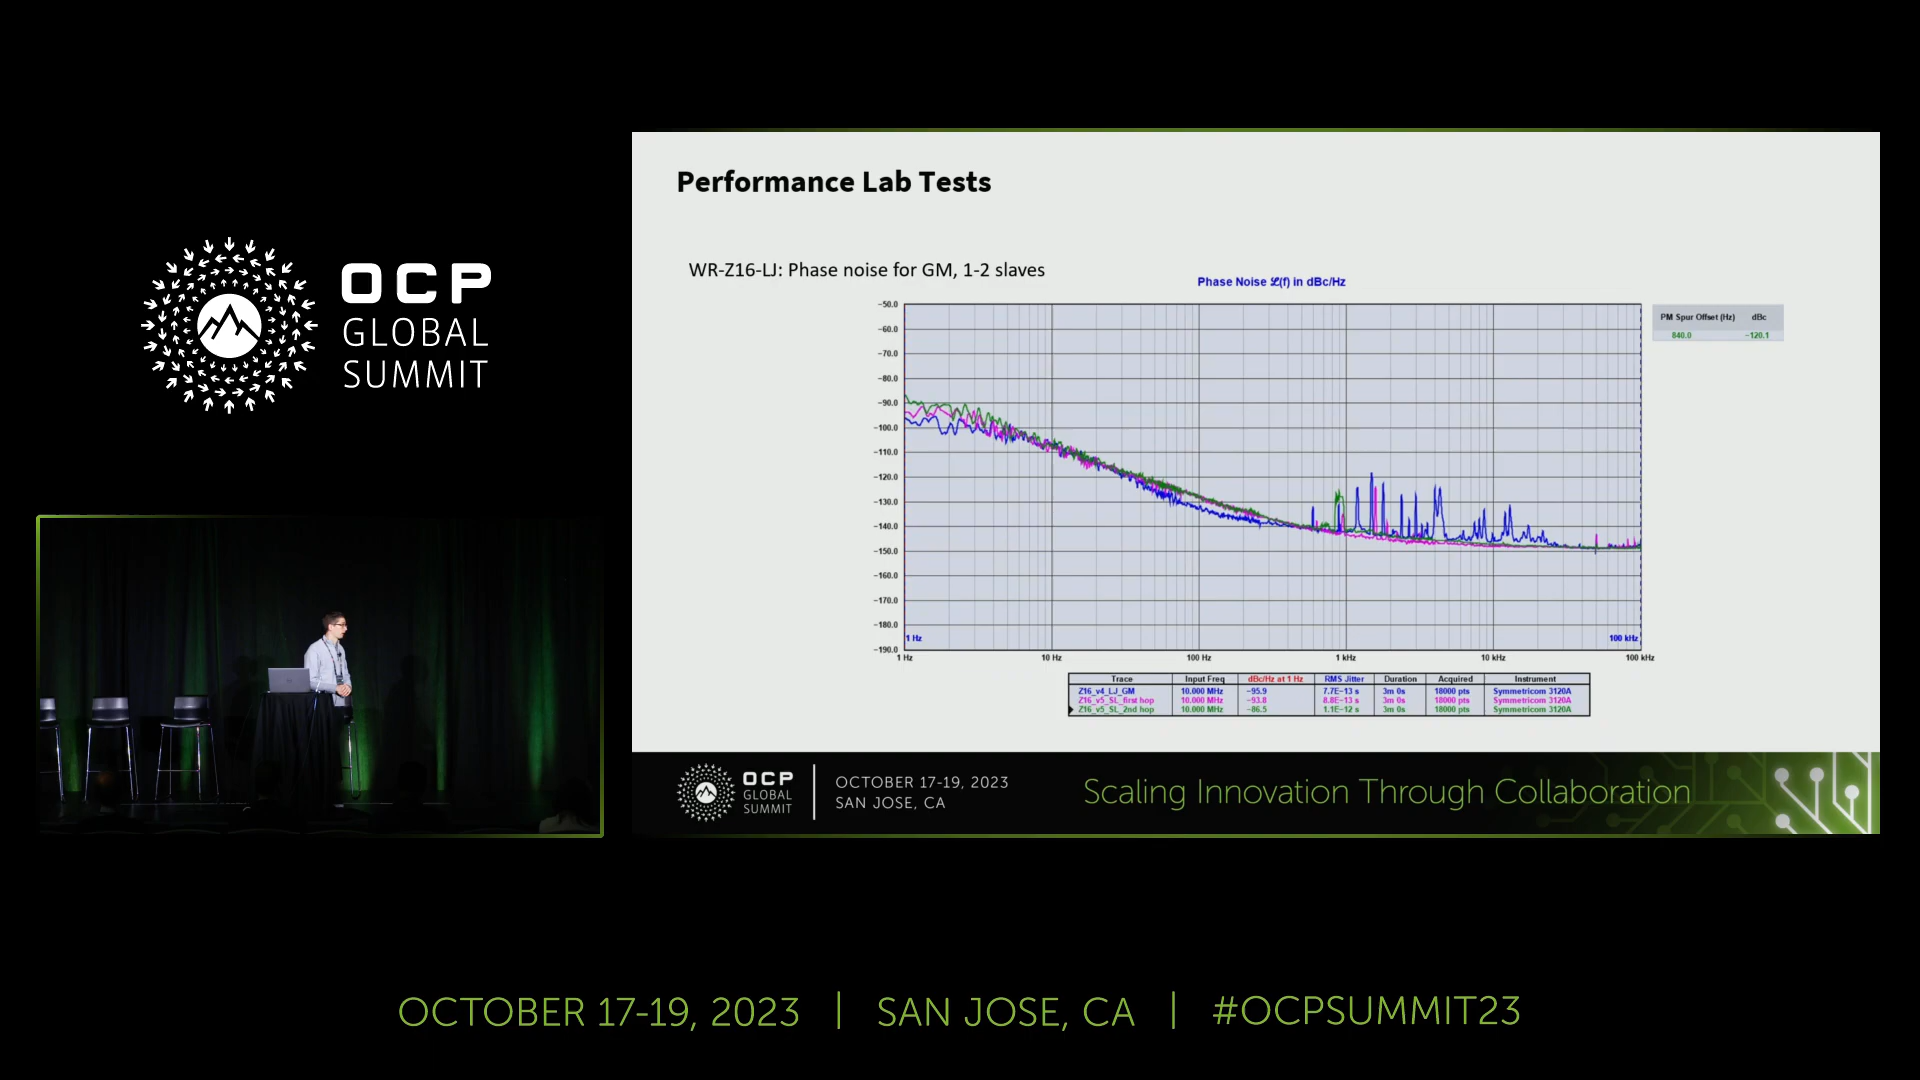 OCP
GLOBAL
SUMMIT
Performance Lab Tests
WR-Z16-LJ: Phase noise for GM, 1-2 slaves
Phase Noise ℒ(f) in dBc/Hz
−50.0
−60.0
−70.0
−80.0
−90.0
−100.0
−110.0
−120.0
−130.0
−140.0
−150.0
−160.0
−170.0
−180.0
−190.0
1 Hz
100 kHz
1 Hz
10 Hz
100 Hz
1 kHz
10 kHz
100 kHz
PM Spur Offset (Hz) dBc
840.0 −120.1
Trace Input Freq dBc/Hz at 1 Hz RMS Jitter Duration Acquired Instrument
Z16_v4_LJ_GM 10.000 MHz −95.9 7.7E−13 s 3m 0s 18000 pts Symmetricom 3120A
Z16_v5_SL_first hop 10.000 MHz −93.8 8.8E−13 s 3m 0s 18000 pts Symmetricom 3120A
Z16_v5_SL_2nd hop 10.000 MHz −86.5 1.1E−12 s 3m 0s 18000 pts Symmetricom 3120A
OCP
GLOBAL
SUMMIT
OCTOBER 17-19, 2023
SAN JOSE, CA
Scaling Innovation Through Collaboration
OCTOBER 17-19, 2023 | SAN JOSE, CA | #OCPSUMMIT23